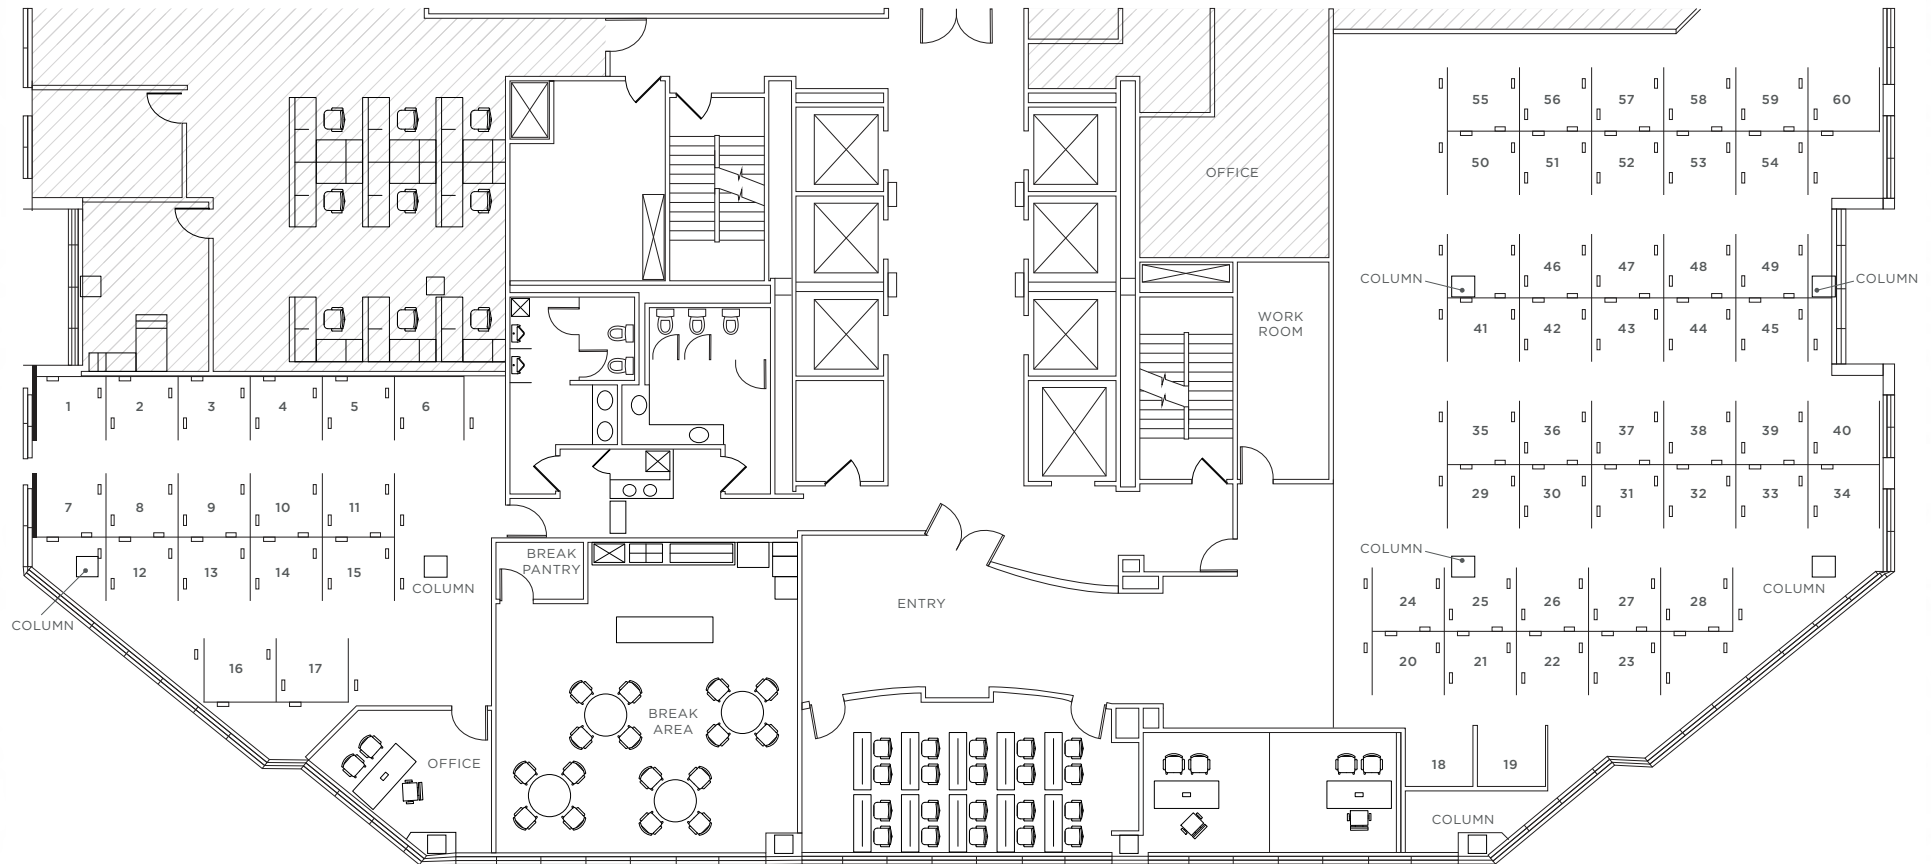 55 56 57 58 59 60
50 51 52 53 54
OFFICE
COLUMN
46 47 48 49
COLUMN
WORK
ROOM
41 42 43 44 45
1 2 3 4 5 6
35 36 37 38 39 40
7 8 9 10 11
29 30 31 32 33 34
BREAK
PANTRY
COLUMN
12 13 14 15
COLUMN
COLUMN
COLUMN
ENTRY
24 25 26 27 28
16 17
20 21 22 23
BREAK
AREA
OFFICE
18 19
COLUMN